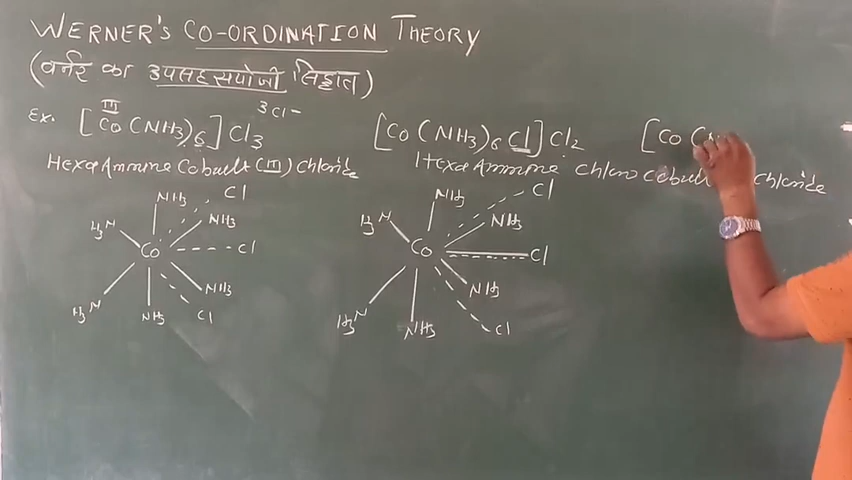 WERNER'S CO-ORDINATION THEORY
(वर्नर का उपसहसंयोजी सिद्धांत)
3Cl-
Ex. [Co (NH3)6] Cl3
III
[Co (NH3)6 Cl] Cl2
[Co (N
Hexa Ammine Cobalt (III) Chloride
Hexa Ammine chloro Cobalt
Chloride
NH3 Cl
H3N NH3
Co Cl
H3N NH3
NH3 Cl
NH3 Cl
H3N NH3
Co Cl
NH3
H3N NH3 Cl